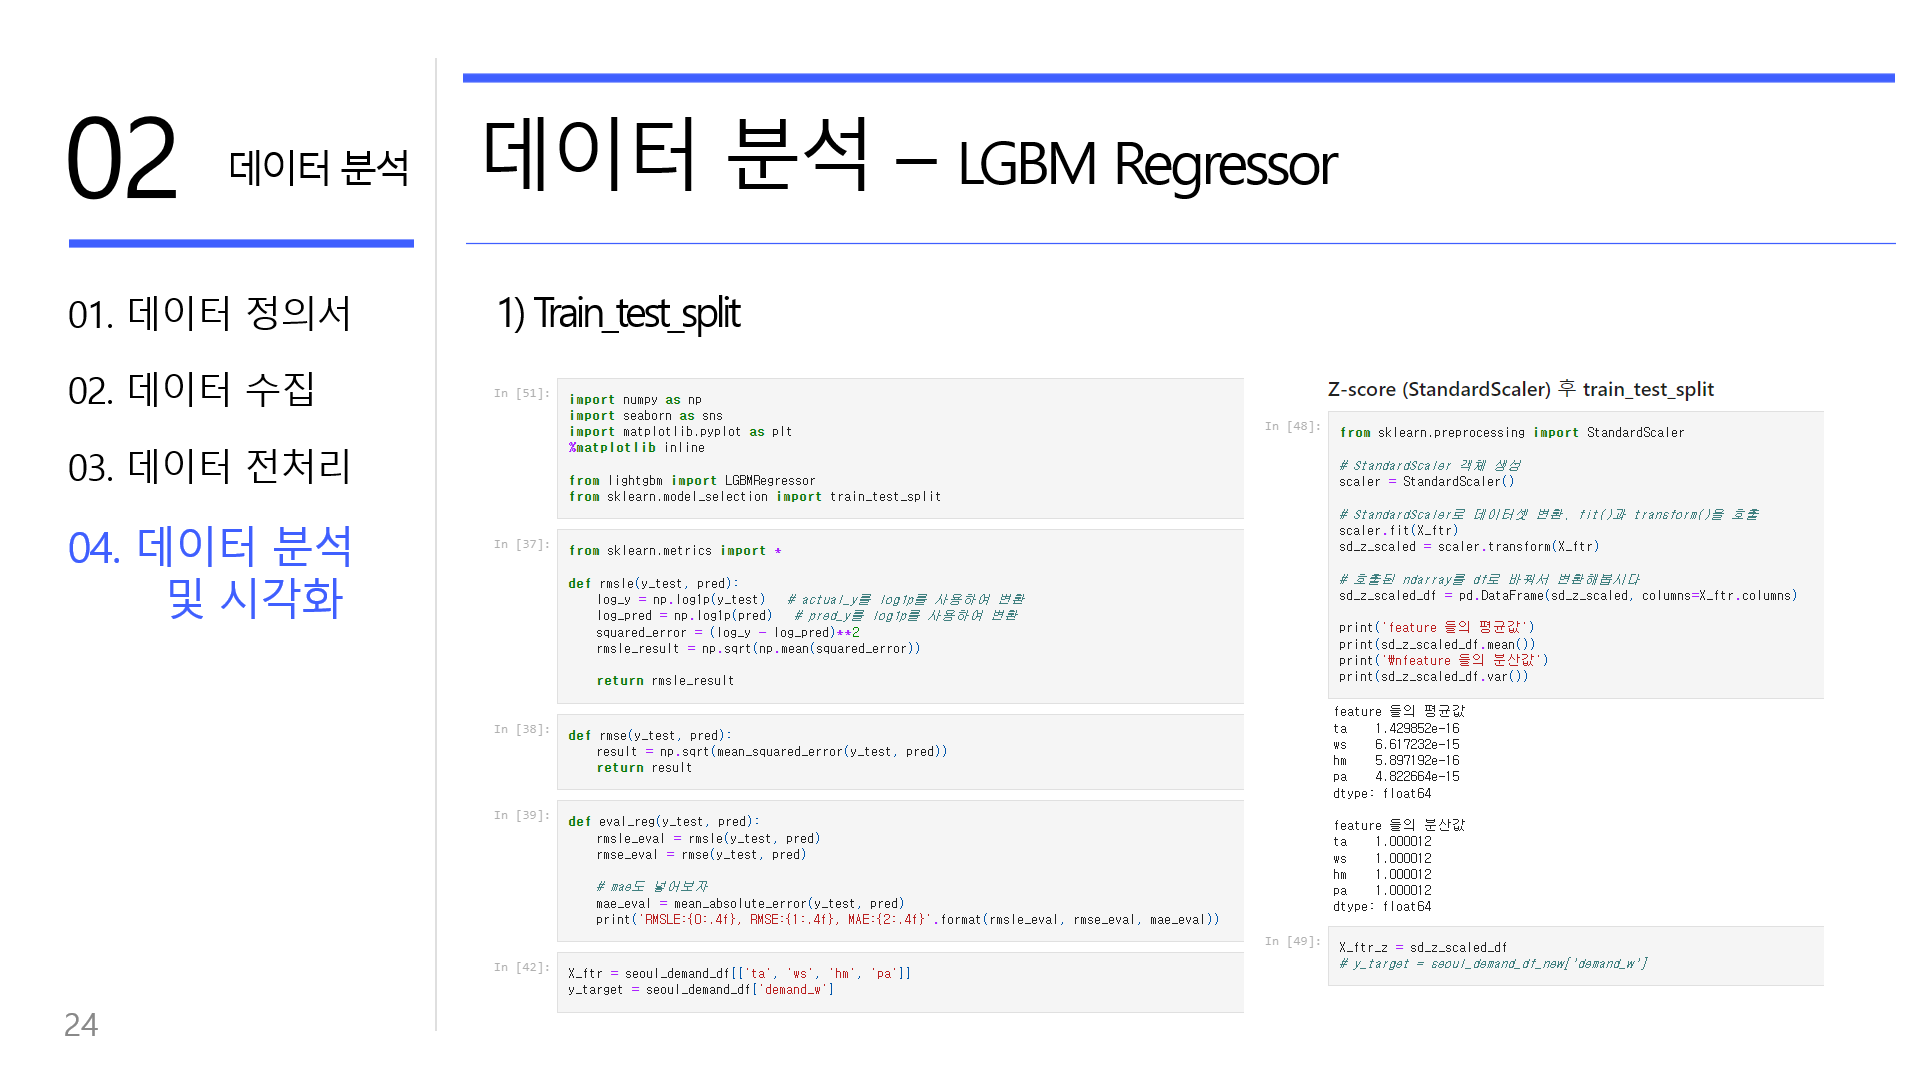 02 데이터 분석
01. 데이터 정의서
02. 데이터 수집
03. 데이터 전처리
04. 데이터 분석
및 시각화
24
데이터 분석 – LGBM Regressor
1) Train_test_split
In [51]:
import numpy as np
import seaborn as sns
import matplotlib.pyplot as plt
%matplotlib inline
from lightgbm import LGBMRegressor
from sklearn.model_selection import train_test_split
In [37]:
from sklearn.metrics import *
def rmsle(y_test, pred):
log_y = np.log1p(y_test) # actual_y를 log1p를 사용하여 변환
log_pred = np.log1p(pred) # pred_y를 log1p를 사용하여 변환
squared_error = (log_y - log_pred)**2
rmsle_result = np.sqrt(np.mean(squared_error))
return rmsle_result
In [38]:
def rmse(y_test, pred):
result = np.sqrt(mean_squared_error(y_test, pred))
return result
In [39]:
def eval_reg(y_test, pred):
rmsle_eval = rmsle(y_test, pred)
rmse_eval = rmse(y_test, pred)
# mae도 넣어보자
mae_eval = mean_absolute_error(y_test, pred)
print('RMSLE:{0:.4f}, RMSE:{1:.4f}, MAE:{2:.4f}'.format(rmsle_eval, rmse_eval, mae_eval))
In [42]:
X_ftr = seoul_demand_df[['ta', 'ws', 'hm', 'pa']]
y_target = seoul_demand_df['demand_w']
Z-score (StandardScaler) 후 train_test_split
In [48]:
from sklearn.preprocessing import StandardScaler
# StandardScaler 객체 생성
scaler = StandardScaler()
# StandardScaler로 데이터셋 변환. fit()과 transform()을 호출
scaler.fit(X_ftr)
sd_z_scaled = scaler.transform(X_ftr)
# 호출된 ndarray를 df로 바꿔서 변환해봅시다
sd_z_scaled_df = pd.DataFrame(sd_z_scaled, columns=X_ftr.columns)
print('feature 들의 평균값')
print(sd_z_scaled_df.mean())
print('₩nfeature 들의 분산값')
print(sd_z_scaled_df.var())
feature 들의 평균값
ta 1.429852e-16
ws 6.617232e-15
hm 5.897192e-16
pa 4.822664e-15
dtype: float64
feature 들의 분산값
ta 1.000012
ws 1.000012
hm 1.000012
pa 1.000012
dtype: float64
In [49]:
X_ftr_z = sd_z_scaled_df
# y_target = seoul_demand_df_new['demand_w']